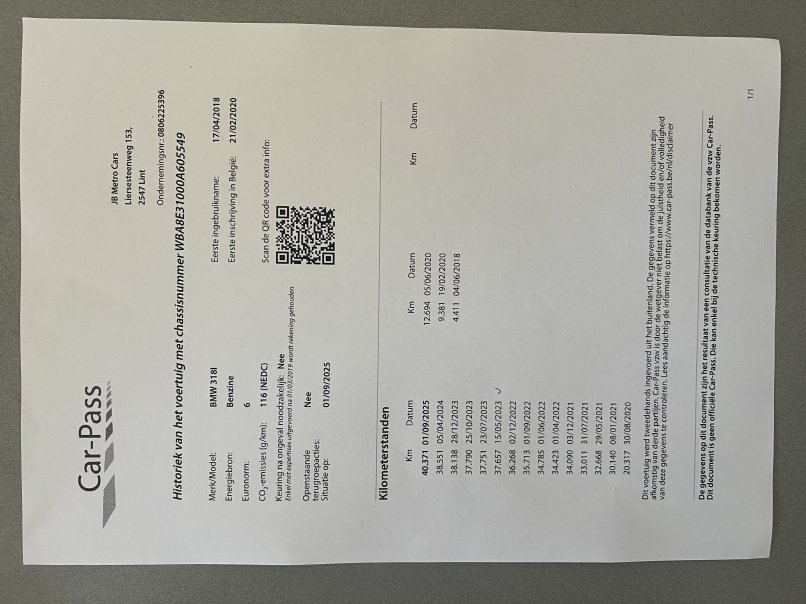 Car-Pass
JB Metro Cars
Liersesteenweg 153,
2547 Lint
Ondernemingsnr.: 0806225396
Historiek van het voertuig met chassisnummer WBA8E31000A605549
Merk/Model: BMW 318I
Energiebron: Benzine
Euronorm: 6
CO₂-emissies (g/km): 116 (NEDC)
Keuring na ongeval noodzakelijk: Nee
Enkel met expertises uitgevoerd na 01/03/2019 wordt rekening gehouden.
Openstaande Nee
terugroepacties:
Situatie op: 01/09/2025
Eerste ingebruikname: 17/04/2018
Eerste inschrijving in België: 21/02/2020
Scan de QR code voor extra info:
Kilometerstanden
Km Datum
40.371 01/09/2025
38.551 05/04/2024
38.138 28/12/2023
37.790 25/10/2023
37.751 23/07/2023
37.657 15/05/2023
36.268 02/12/2022
35.713 01/09/2022
34.785 01/06/2022
34.423 01/04/2022
34.090 03/12/2021
33.011 31/07/2021
32.668 29/05/2021
30.140 08/01/2021
20.317 30/08/2020
Km Datum
12.694 05/06/2020
9.381 19/02/2020
4.411 04/06/2018
Km Datum
Dit voertuig werd tweedehands ingevoerd uit het buitenland. De gegevens vermeld op dit document zijn
afkomstig van derde partijen. Car-Pass vzw is door de wetgever niet belast om de juistheid en/of volledigheid
van deze gegevens te controleren. Lees aandachtig de informatie op https://www.car-pass.be/nl/disclaimer
De gegevens op dit document zijn het resultaat van een consultatie van de databank van de vzw Car-Pass.
Dit document is geen officiële Car-Pass. Die kan enkel bij de technische keuring bekomen worden.
1/1